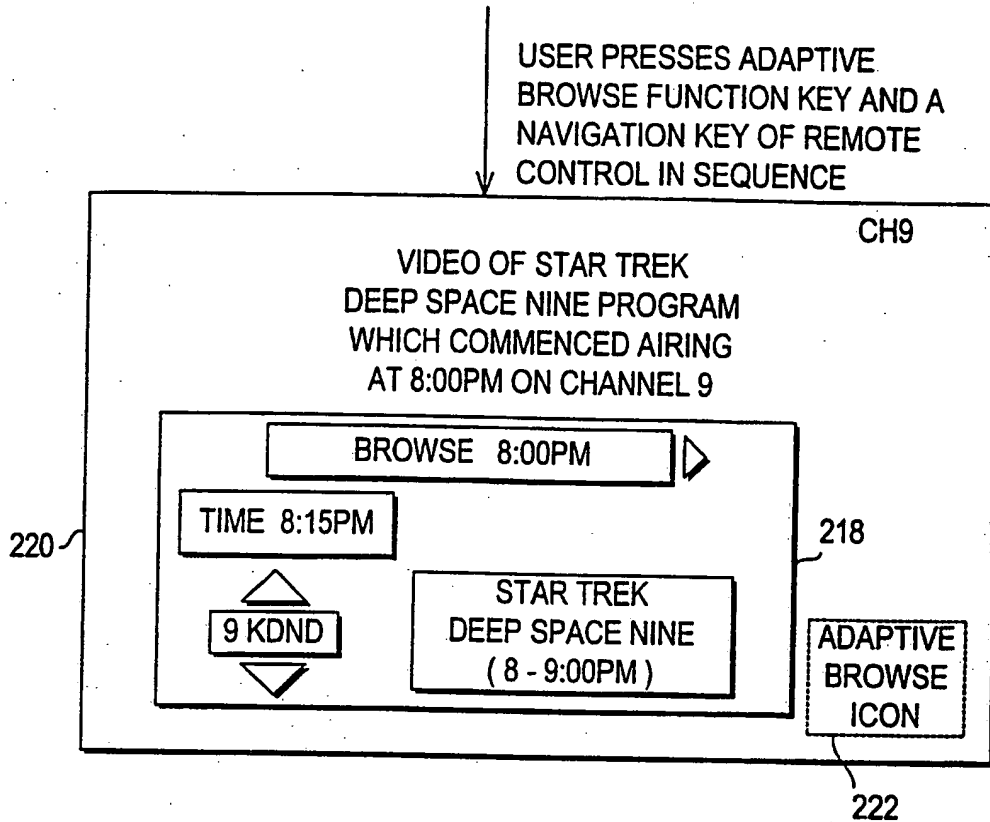 USER PRESSES ADAPTIVE
BROWSE FUNCTION KEY AND A
NAVIGATION KEY OF REMOTE
CONTROL IN SEQUENCE
CH9
VIDEO OF STAR TREK
DEEP SPACE NINE PROGRAM
WHICH COMMENCED AIRING
AT 8:00PM ON CHANNEL 9
BROWSE 8:00PM
TIME 8:15PM
220
218
9 KDND
STAR TREK
DEEP SPACE NINE
( 8 - 9:00PM )
ADAPTIVE
BROWSE
ICON
222